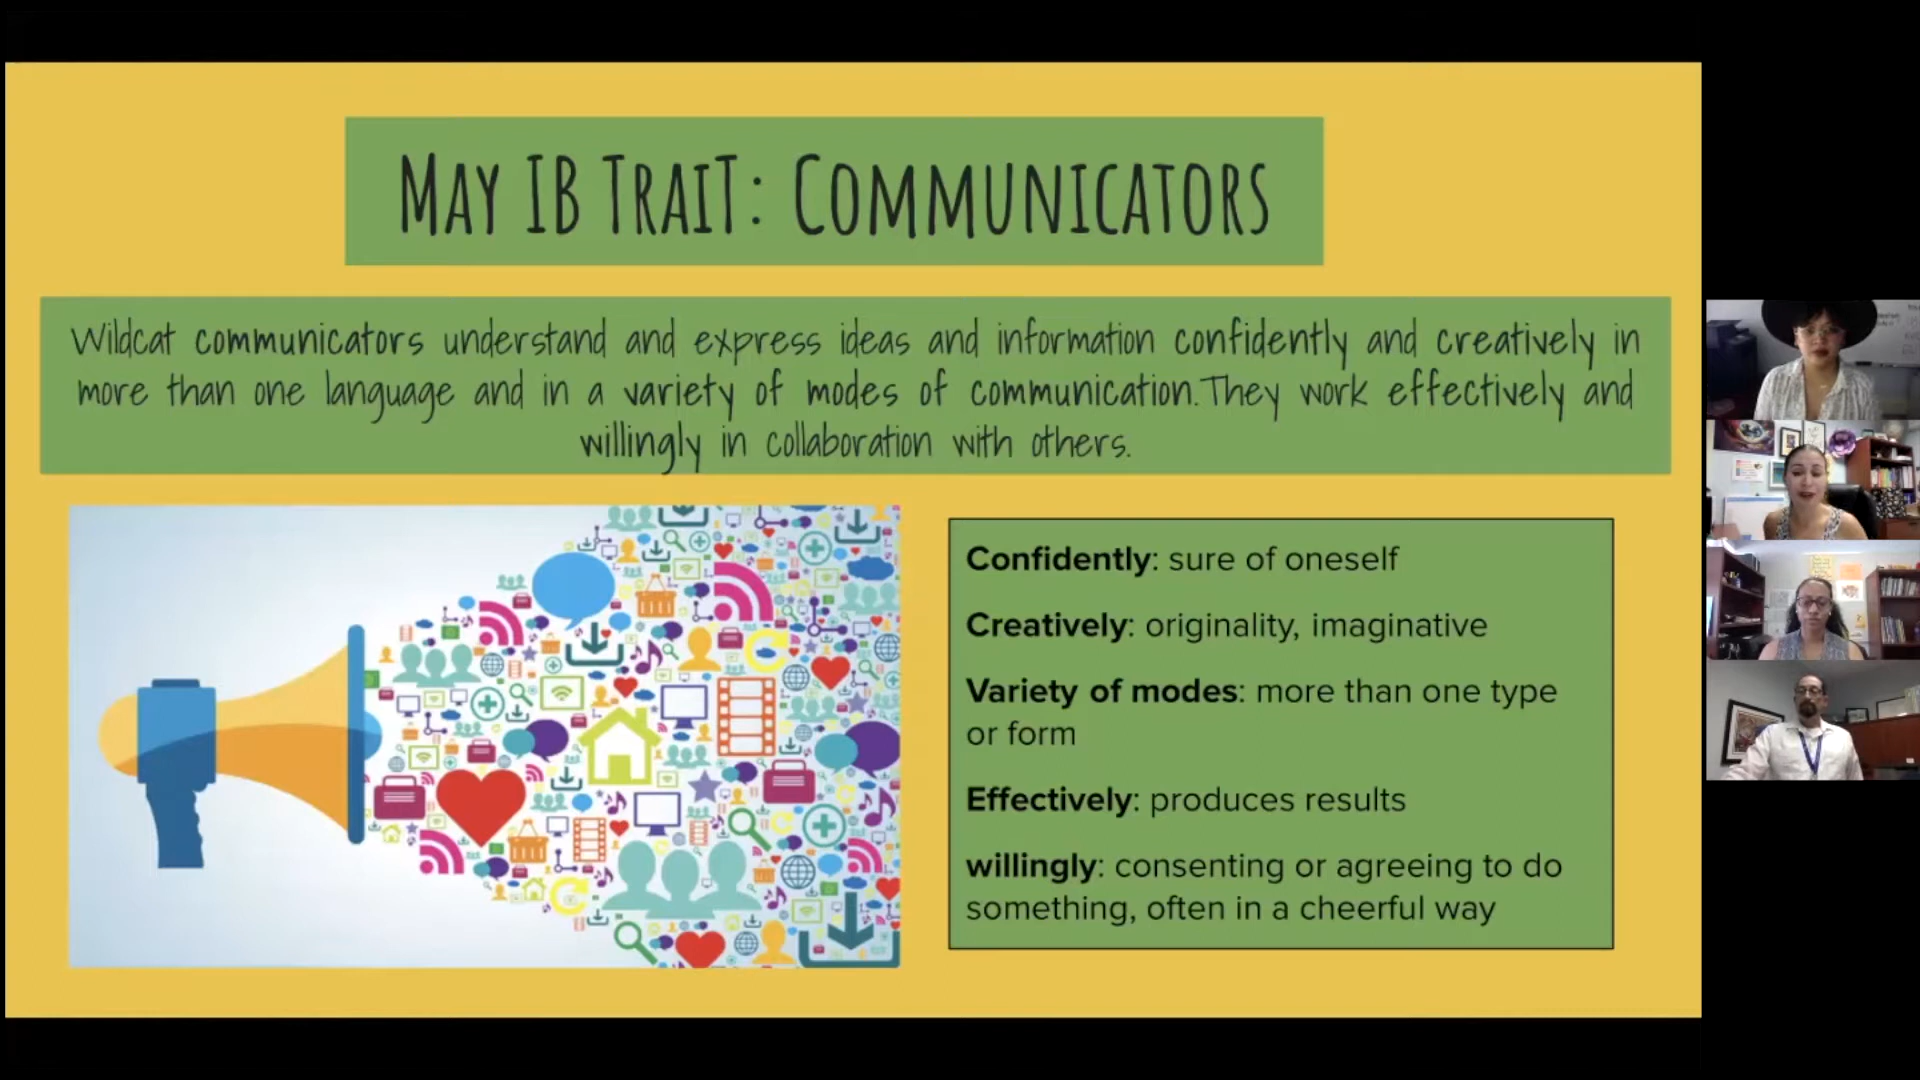 May IB Trait: Communicators
Wildcat communicators understand and express ideas and information confidently and creatively in
more than one language and in a variety of modes of communication. They work effectively and
willingly in collaboration with others.
Confidently: sure of oneself
Creatively: originality, imaginative
Variety of modes: more than one type
or form
Effectively: produces results
willingly: consenting or agreeing to do
something, often in a cheerful way